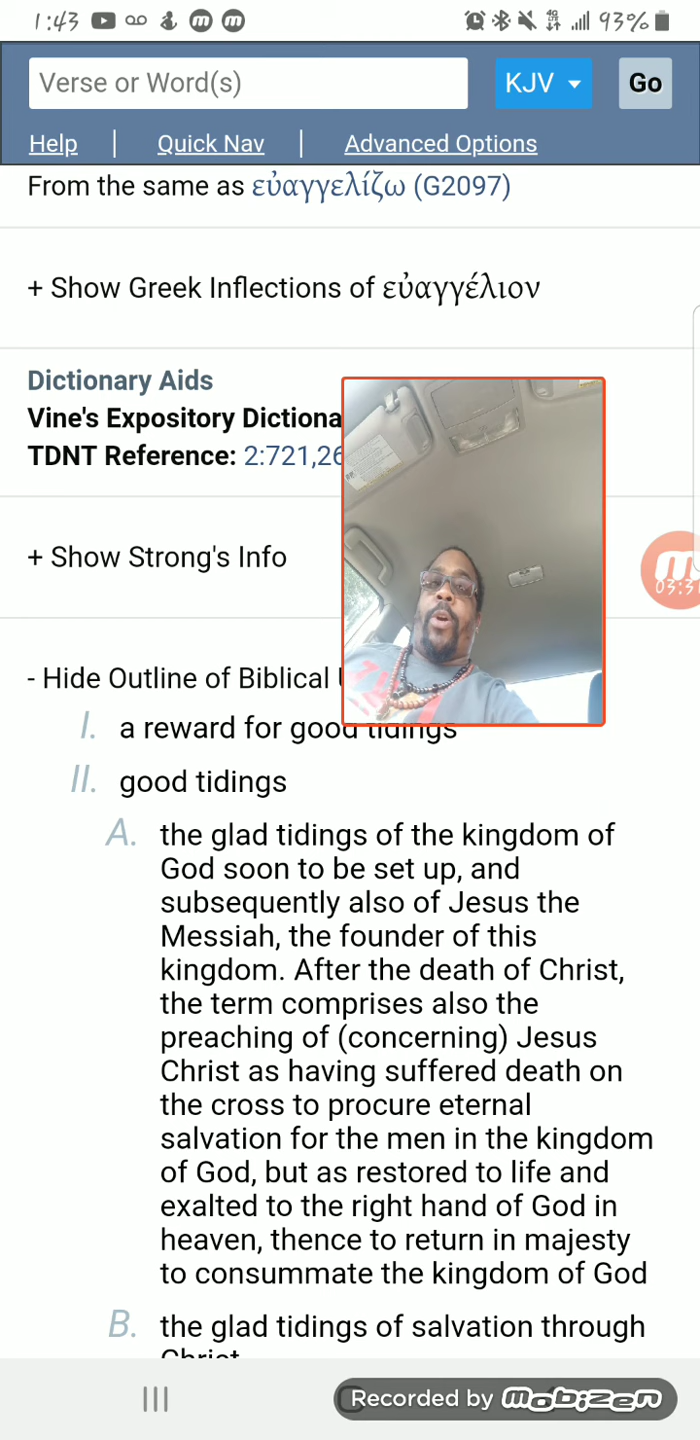 1:43
93%
Verse or Word(s)
KJV
Go
Help | Quick Nav | Advanced Options
From the same as εὐαγγελίζω (G2097)
+ Show Greek Inflections of εὐαγγέλιον
Dictionary Aids
Vine's Expository
TDNT Reference: 2:721,
+ Show Strong's Info
03:3
- Hide Outline of Biblical
I. a reward for good tidings
II. good tidings
A. the glad tidings of the kingdom of
God soon to be set up, and
subsequently also of Jesus the
Messiah, the founder of this
kingdom. After the death of Christ,
the term comprises also the
preaching of (concerning) Jesus
Christ as having suffered death on
the cross to procure eternal
salvation for the men in the kingdom
of God, but as restored to life and
exalted to the right hand of God in
heaven, thence to return in majesty
to consummate the kingdom of God
B. the glad tidings of salvation through
Christ
Recorded by mobizen